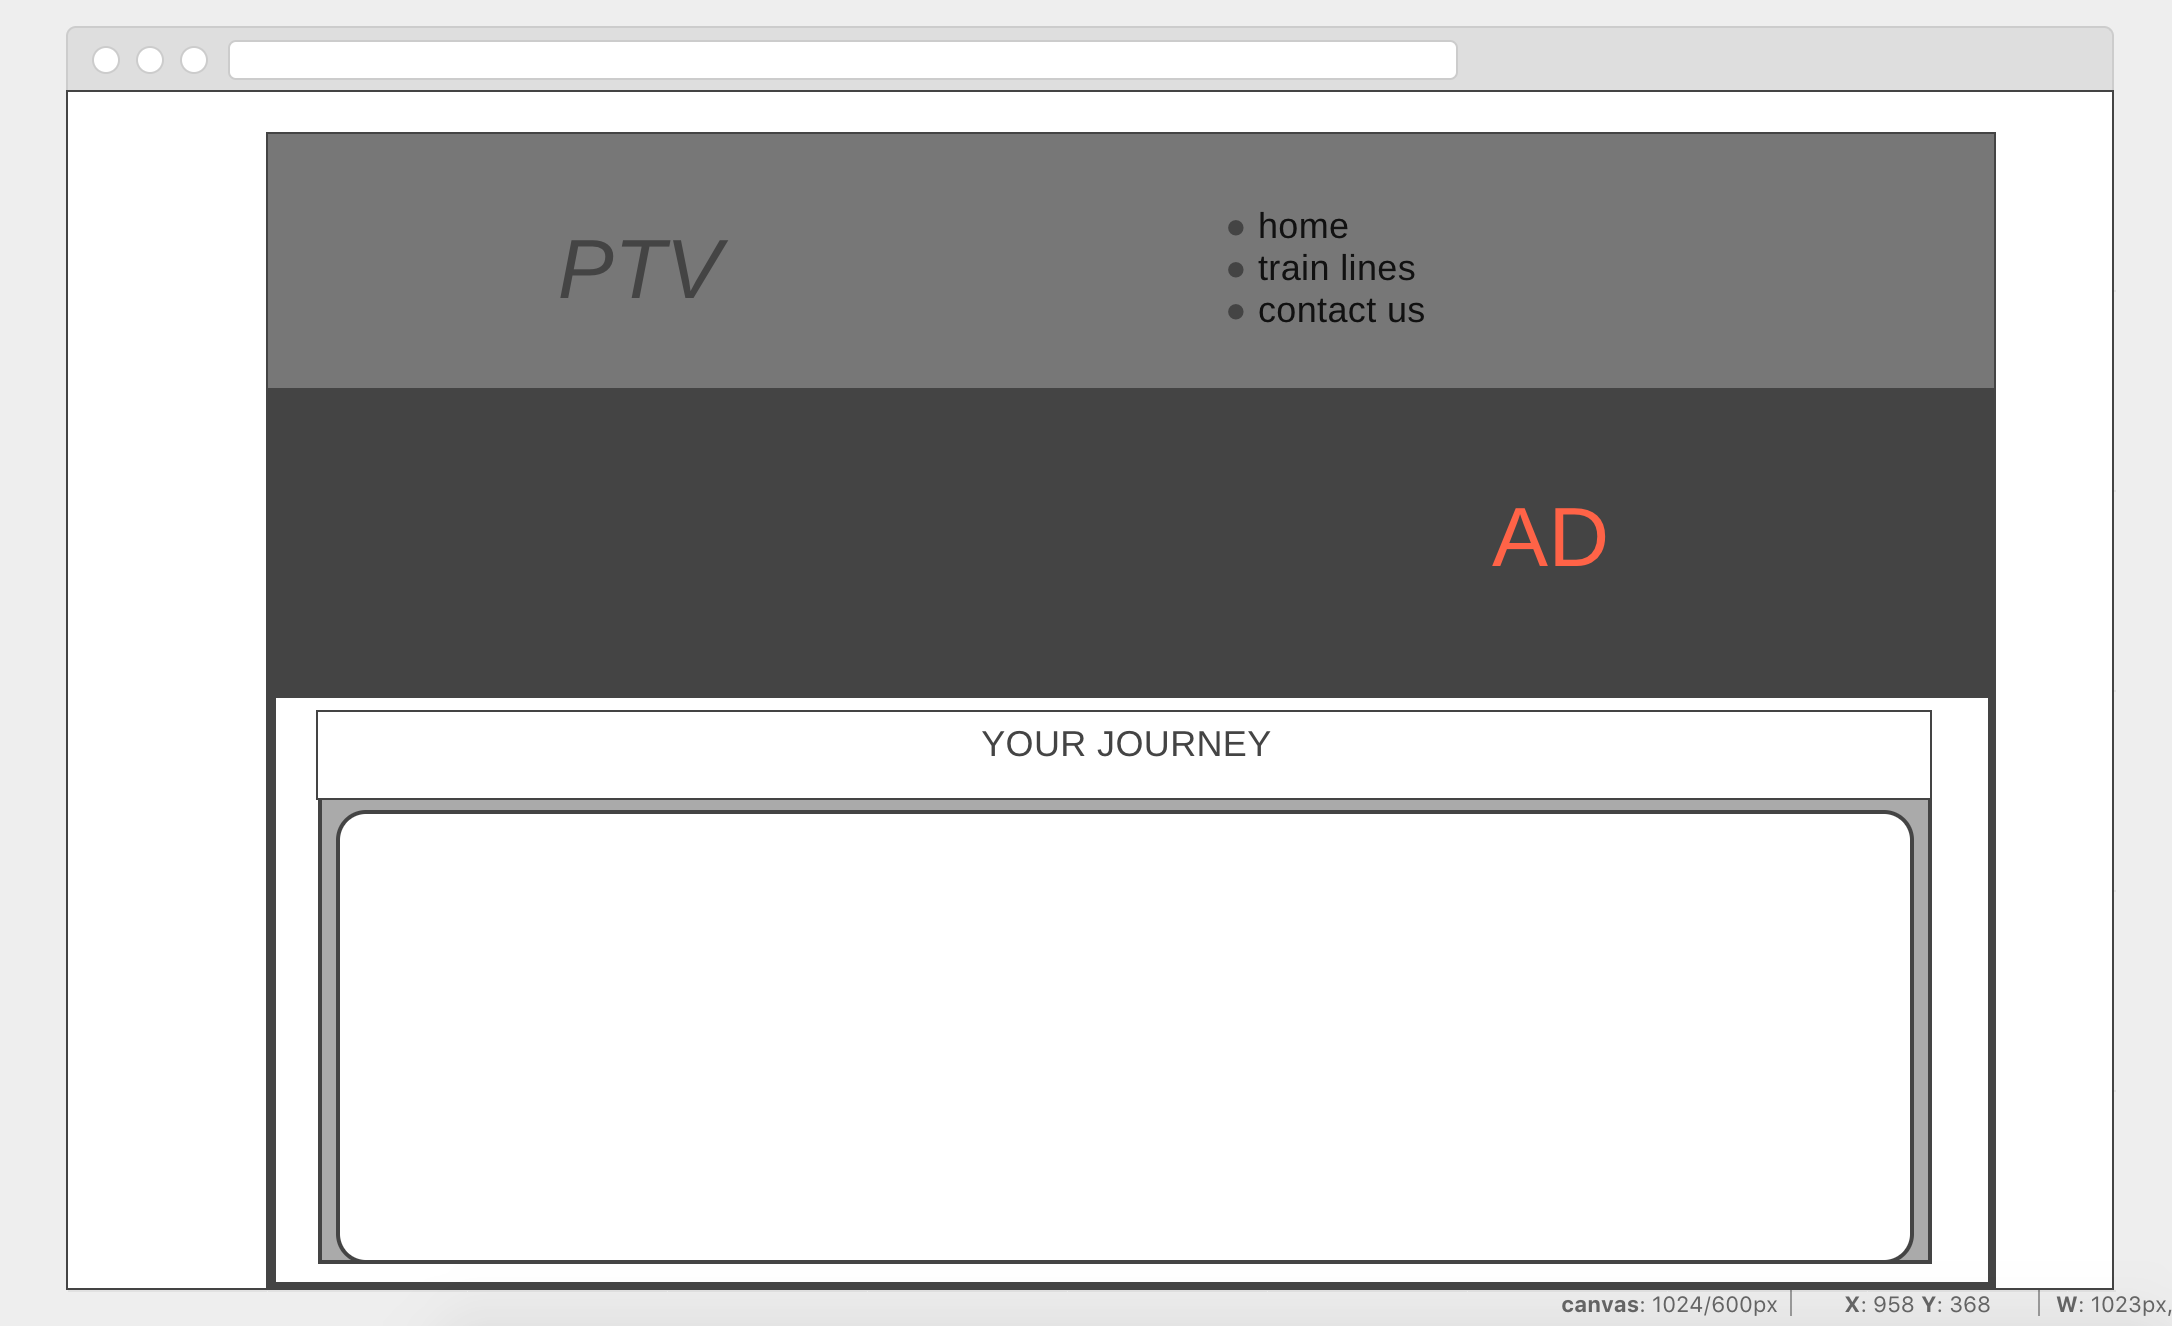 PTV
home
train lines
contact us
AD
YOUR JOURNEY
canvas: 1024/600px X: 958 Y: 368 W: 1023px,